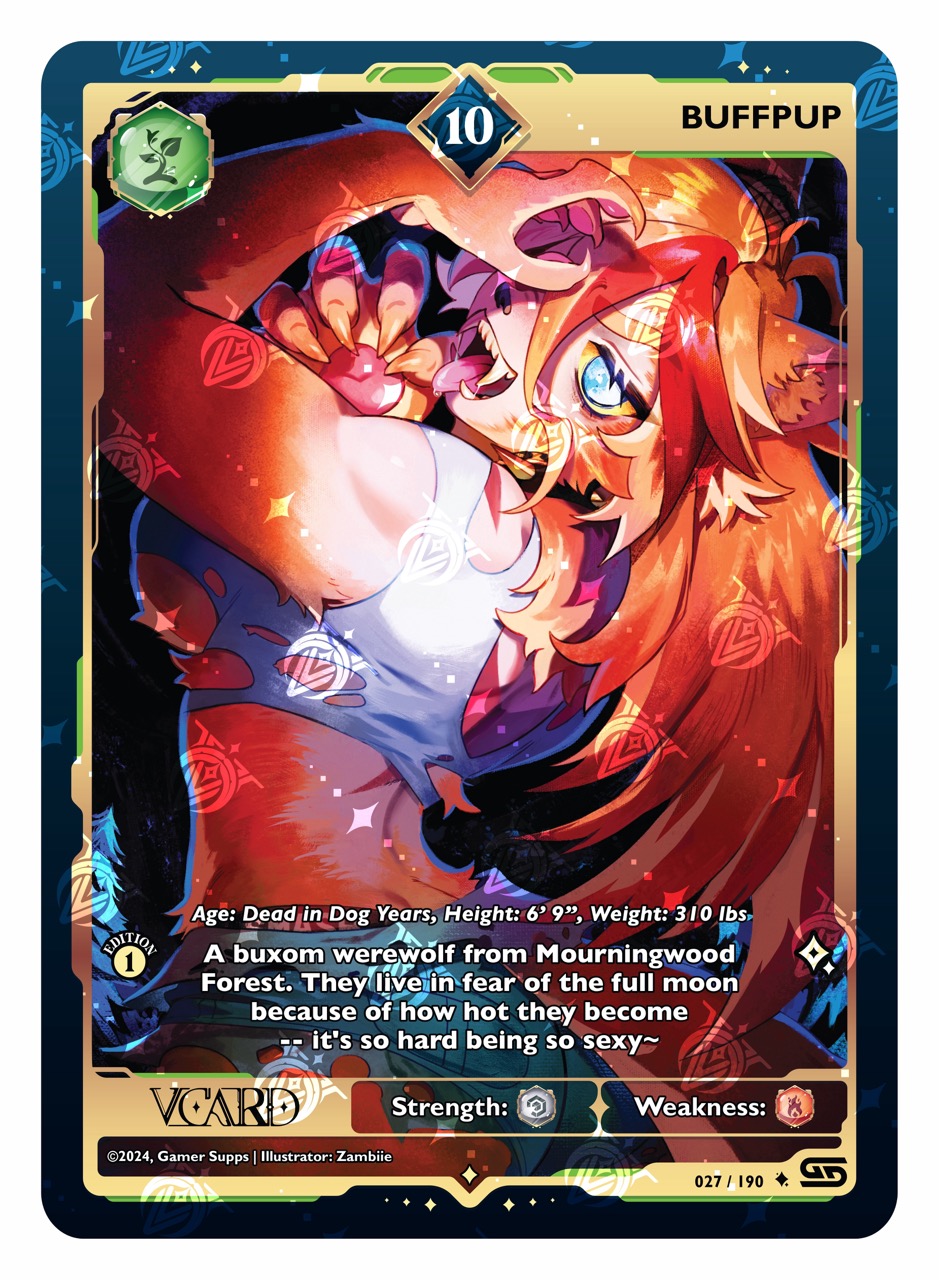 10
BUFFPUP
Age: Dead in Dog Years, Height: 6’ 9”, Weight: 310 lbs
EDITION
1
A buxom werewolf from Mourningwood
Forest. They live in fear of the full moon
because of how hot they become
-- it's so hard being so sexy~
VCARD
Strength:
Weakness:
©2024, Gamer Supps | Illustrator: Zambiie
027 / 190
GS